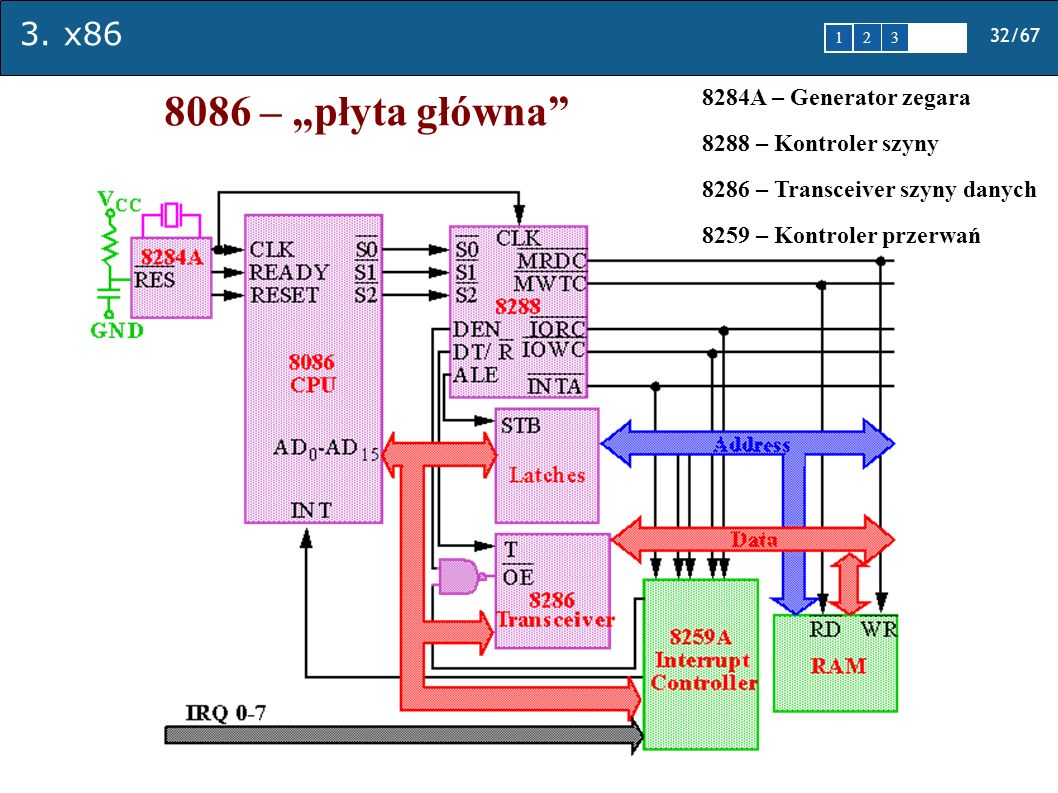 3. x86
1 2 3
32/67
8086 – „płyta główna”
8284A – Generator zegara
8288 – Kontroler szyny
8286 – Transceiver szyny danych
8259 – Kontroler przerwań
VCC
8284A
RES
GND
CLK
READY
RESET
S0
S1
S2
8086
CPU
AD0-AD15
INT
S0
S1
S2
CLK
MRDC
MWTC
8288
DEN
DT/ R
ALE
IORC
IOWC
INTA
STB
Latches
Address
T
OE
8286
Transceiver
Data
8259A
Interrupt
Controller
RD WR
RAM
IRQ 0-7